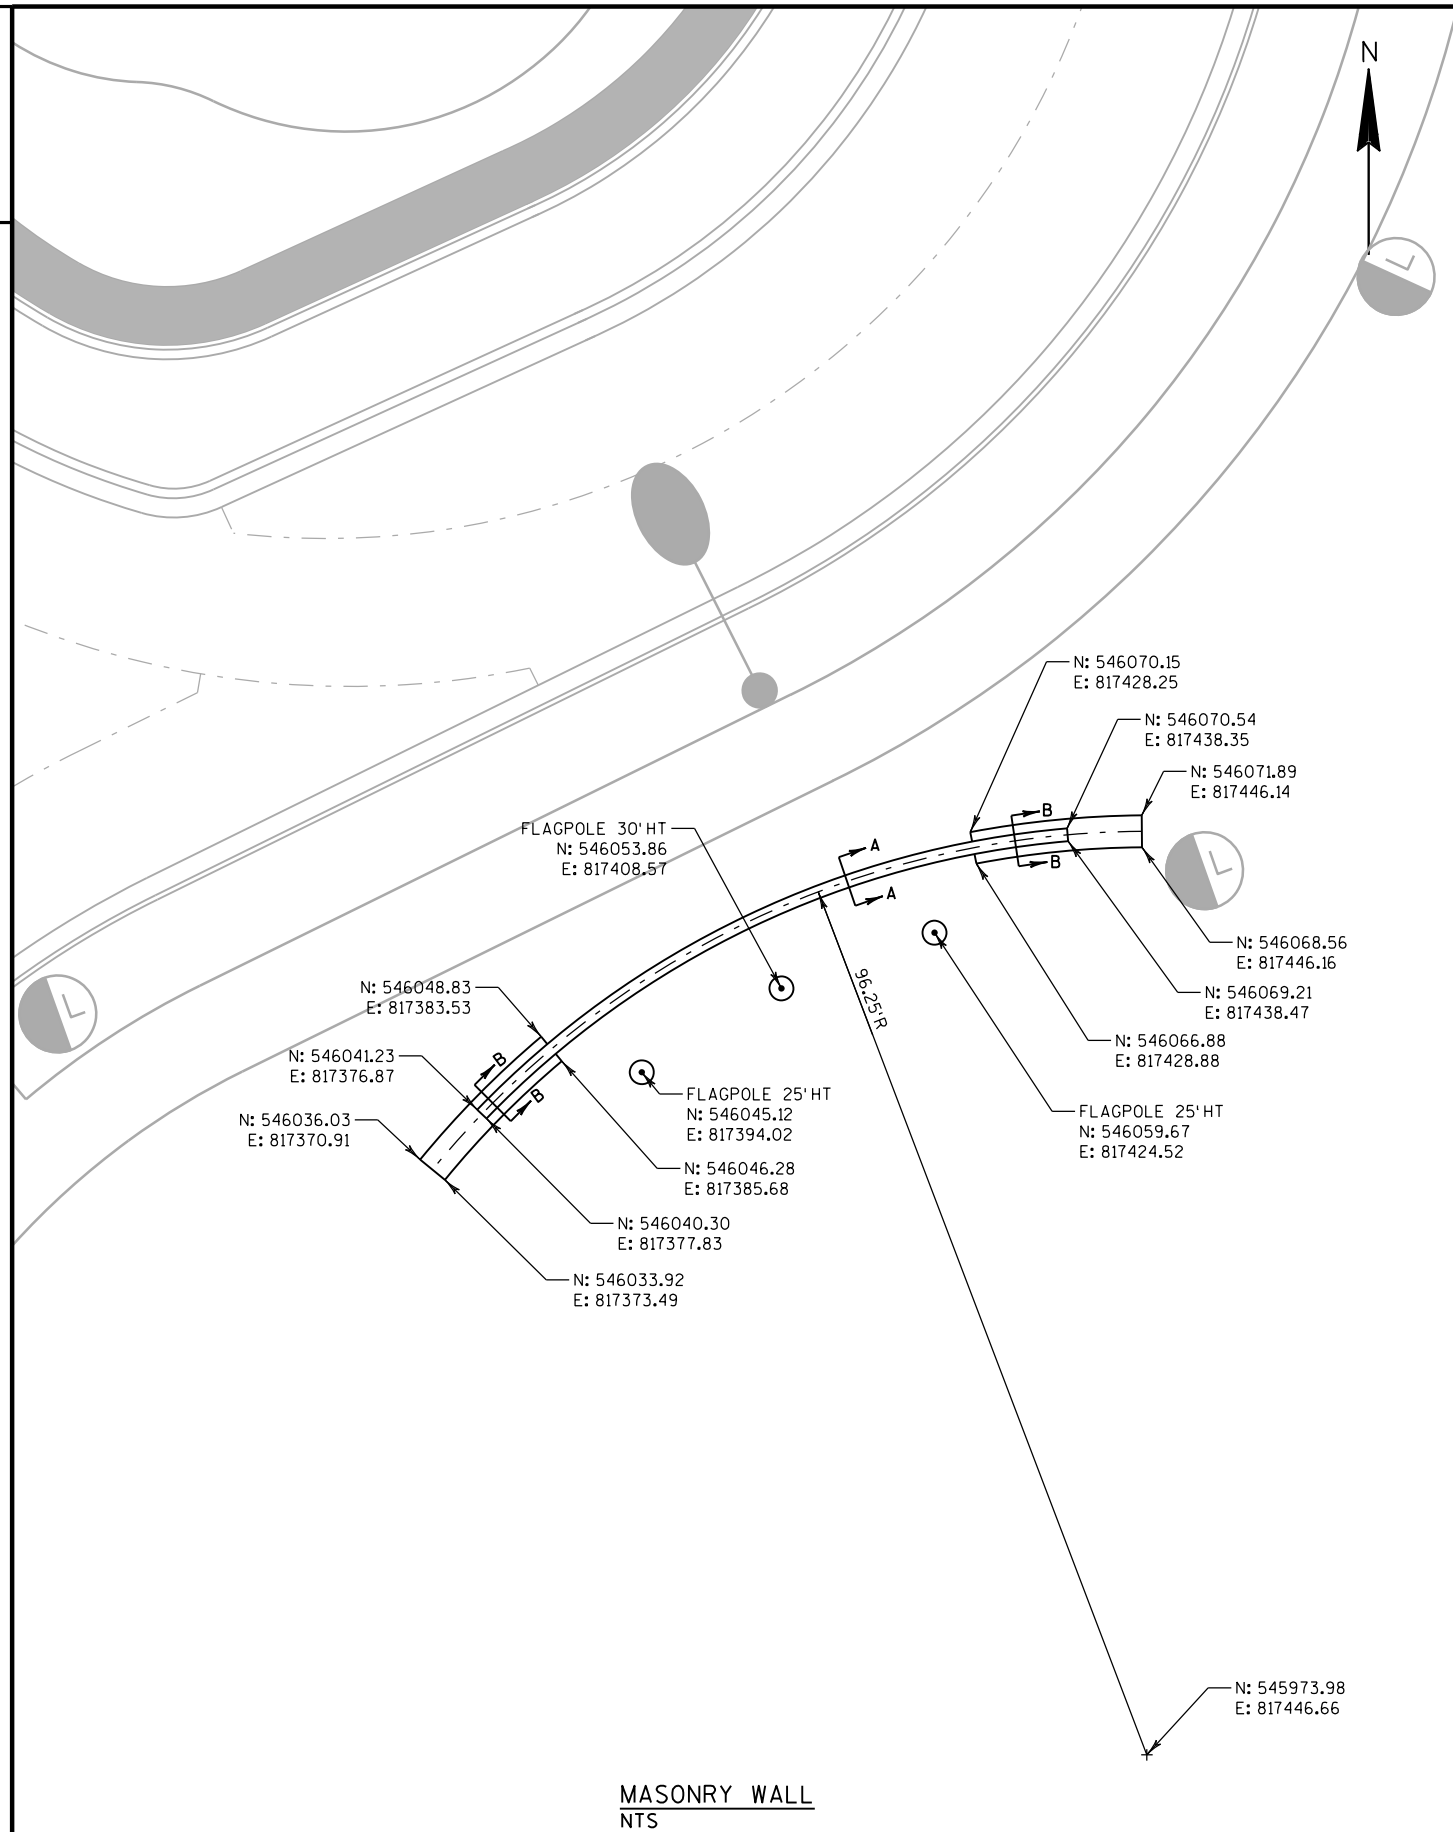 N
N: 546070.15
E: 817428.25
N: 546070.54
E: 817438.35
N: 546071.89
E: 817446.14
B
B
A
A
FLAGPOLE 30'HT
N: 546053.86
E: 817408.57
N: 546068.56
E: 817446.16
N: 546069.21
E: 817438.47
N: 546066.88
E: 817428.88
96.25'R
N: 546048.83
E: 817383.53
N: 546041.23
E: 817376.87
N: 546036.03
E: 817370.91
B
B
FLAGPOLE 25'HT
N: 546045.12
E: 817394.02
FLAGPOLE 25'HT
N: 546059.67
E: 817424.52
N: 546046.28
E: 817385.68
N: 546040.30
E: 817377.83
N: 546033.92
E: 817373.49
N: 545973.98
E: 817446.66
L
L
L
MASONRY WALL
NTS